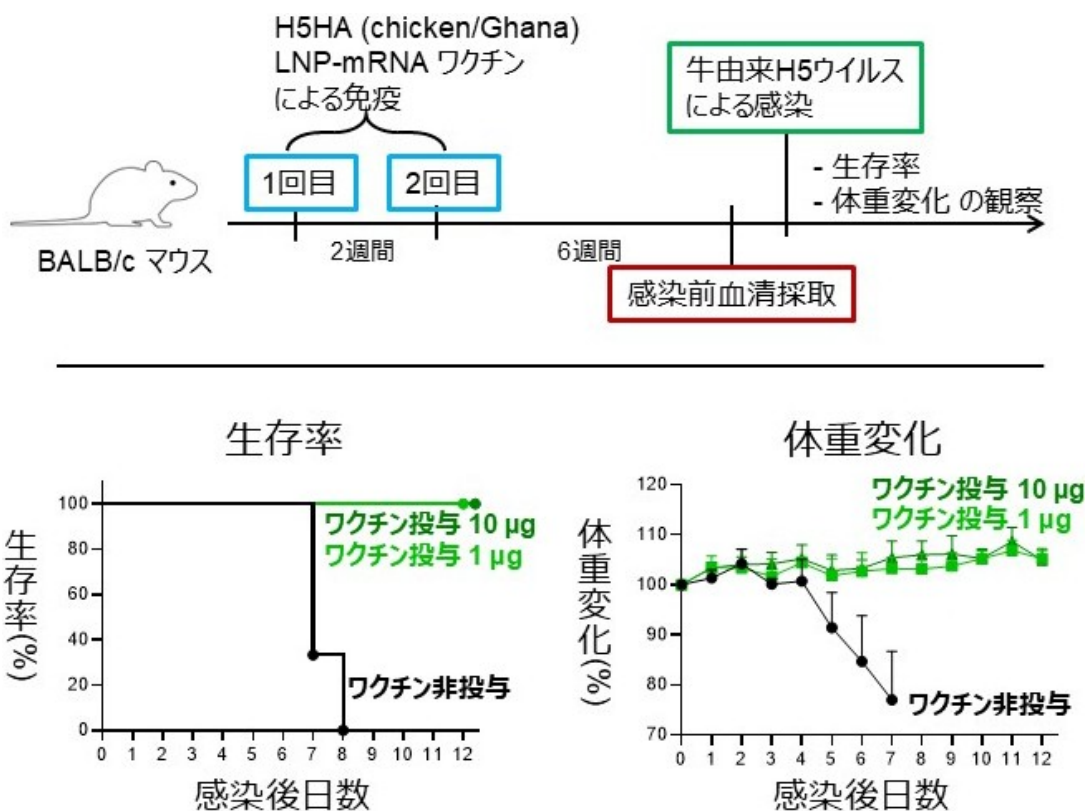 H5HA (chicken/Ghana)
LNP-mRNA ワクチン
による免疫
牛由来H5ウイルス
による感染
1回目
2回目
- 生存率
- 体重変化 の観察
BALB/c マウス
2週間
6週間
感染前血清採取
生存率
生存率(%)
100
80
60
40
20
0
ワクチン投与 10 μg
ワクチン投与 1 μg
ワクチン非投与
0 1 2 3 4 5 6 7 8 9 10 11 12
感染後日数
体重変化
体重変化(%)
120
110
100
90
80
70
ワクチン投与 10 μg
ワクチン投与 1 μg
ワクチン非投与
0 1 2 3 4 5 6 7 8 9 10 11 12
感染後日数